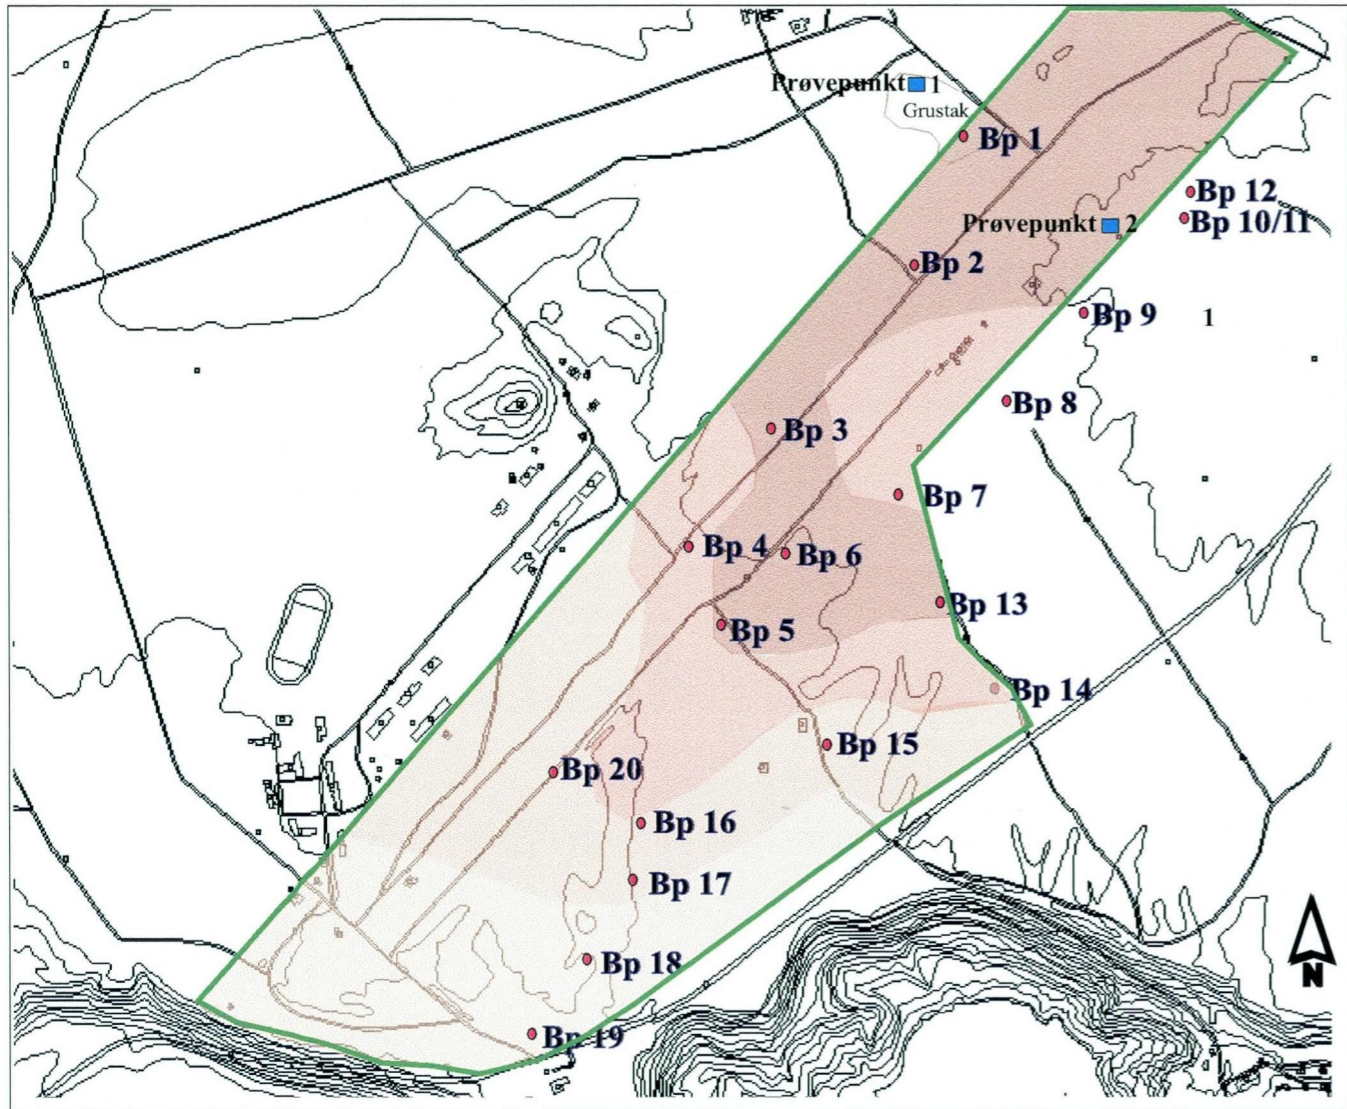 Prøvepunkt 1
Grustak
Bp 1
Bp 12
Bp 10/11
Prøvepunkt 2
Bp 2
Bp 9
1
Bp 8
Bp 3
Bp 7
Bp 4
Bp 6
Bp 13
Bp 5
Bp 14
Bp 15
Bp 20
Bp 16
Bp 17
Bp 18
N
Bp 19